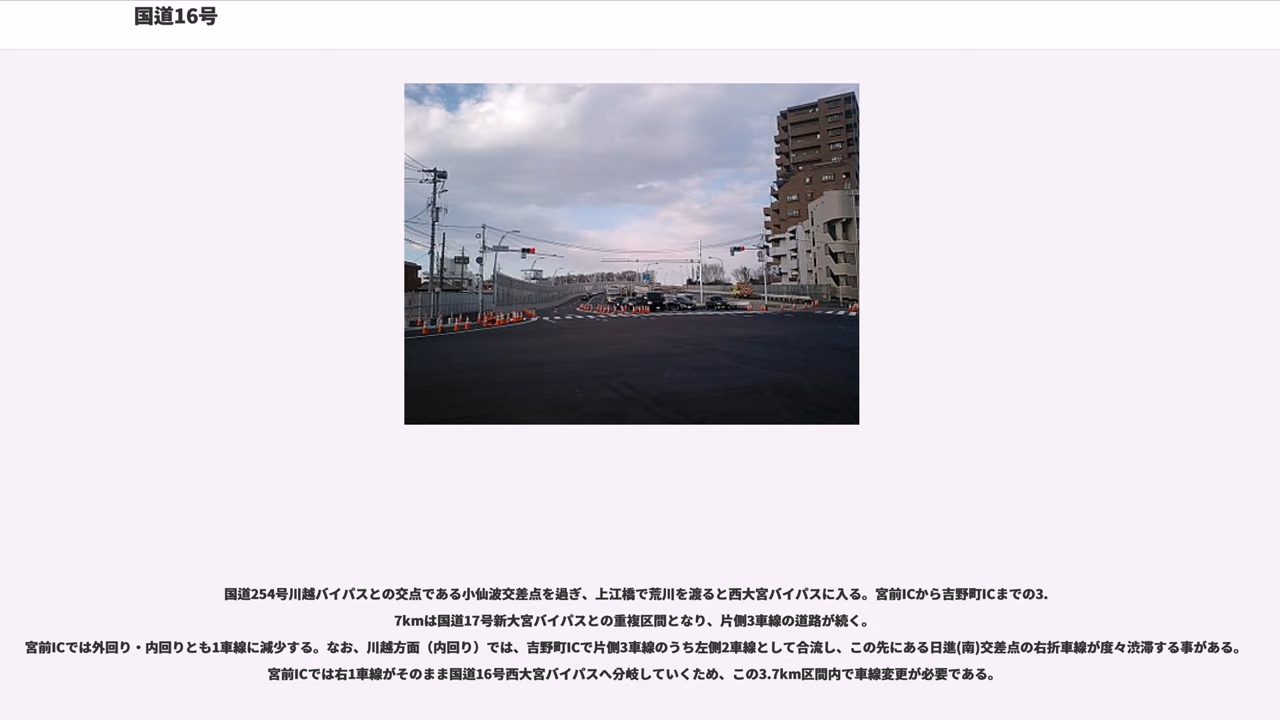 国道16号
国道254号川越バイパスとの交点である小仙波交差点を過ぎ、上江橋で荒川を渡ると西大宮バイパスに入る。宮前ICから吉野町ICまでの3.
7kmは国道17号新大宮バイパスとの重複区間となり、片側3車線の道路が続く。
宮前ICでは外回り・内回りとも1車線に減少する。なお、川越方面（内回り）では、吉野町ICで片側3車線のうち左側2車線として合流し、この先にある日進(南)交差点の右折車線が度々渋滞する事がある。
宮前ICでは右1車線がそのまま国道16号西大宮バイパスへ分岐していくため、この3.7km区間内で車線変更が必要である。